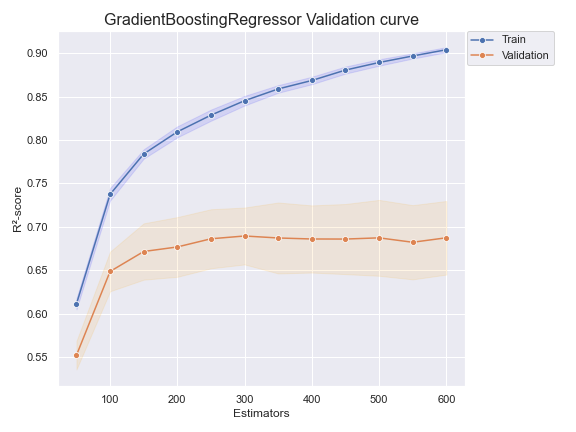 GradientBoostingRegressor Validation curve
Train
Validation
0.90
0.85
0.80
0.75
0.70
0.65
0.60
0.55
R²-score
100
200
300
400
500
600
Estimators